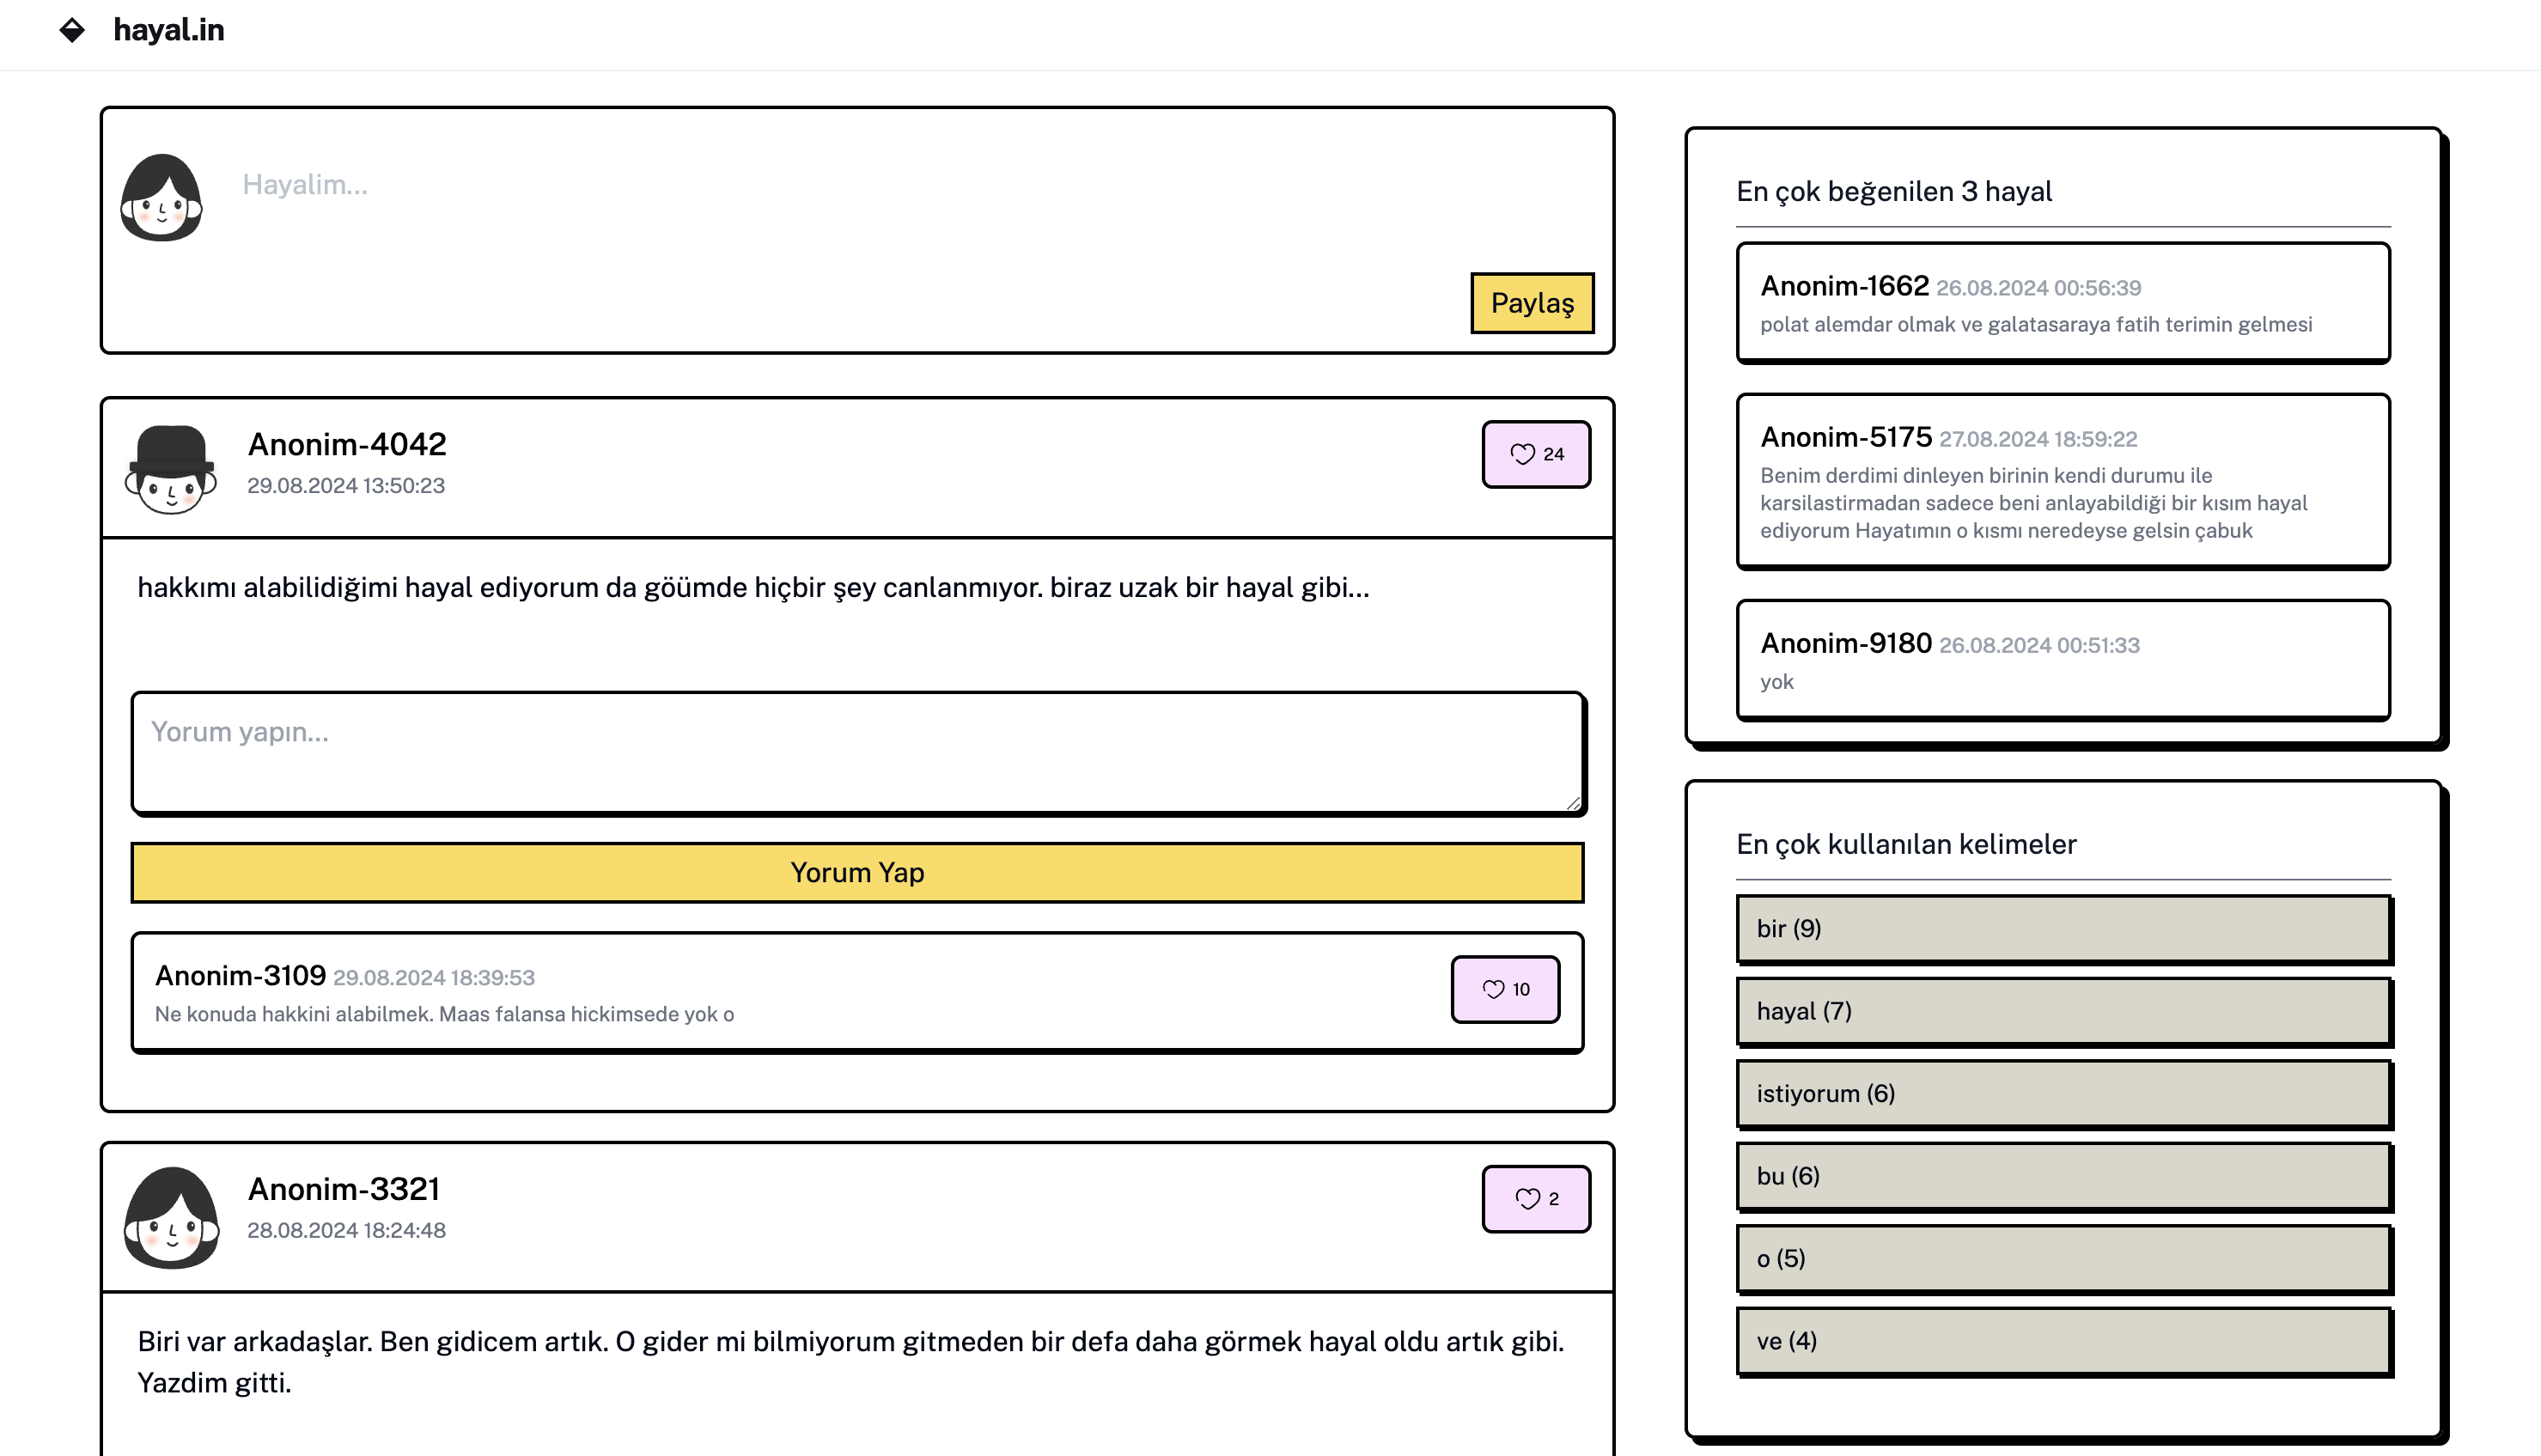 hayal.in
Hayalim...
Paylaş
Anonim-4042
29.08.2024 13:50:23
24
hakkımı alabilidiğimi hayal ediyorum da göümde hiçbir şey canlanmıyor. biraz uzak bir hayal gibi...
Yorum yapın...
Yorum Yap
Anonim-3109 29.08.2024 18:39:53
Ne konuda hakkini alabilmek. Maas falansa hickimsede yok o
10
Anonim-3321
28.08.2024 18:24:48
2
Biri var arkadaşlar. Ben gidicem artık. O gider mi bilmiyorum gitmeden bir defa daha görmek hayal oldu artık gibi.
Yazdim gitti.
En çok beğenilen 3 hayal
Anonim-1662 26.08.2024 00:56:39
polat alemdar olmak ve galatasaraya fatih terimin gelmesi
Anonim-5175 27.08.2024 18:59:22
Benim derdimi dinleyen birinin kendi durumu ile
karsilastirmadan sadece beni anlayabildiği bir kısım hayal
ediyorum Hayatımın o kısmı neredeyse gelsin çabuk
Anonim-9180 26.08.2024 00:51:33
yok
En çok kullanılan kelimeler
bir (9)
hayal (7)
istiyorum (6)
bu (6)
o (5)
ve (4)